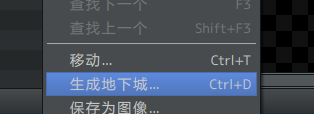 查找下一个 F3
查找上一个 Shift+F3
移动... Ctrl+T
生成地下城... Ctrl+D
保存为图像...